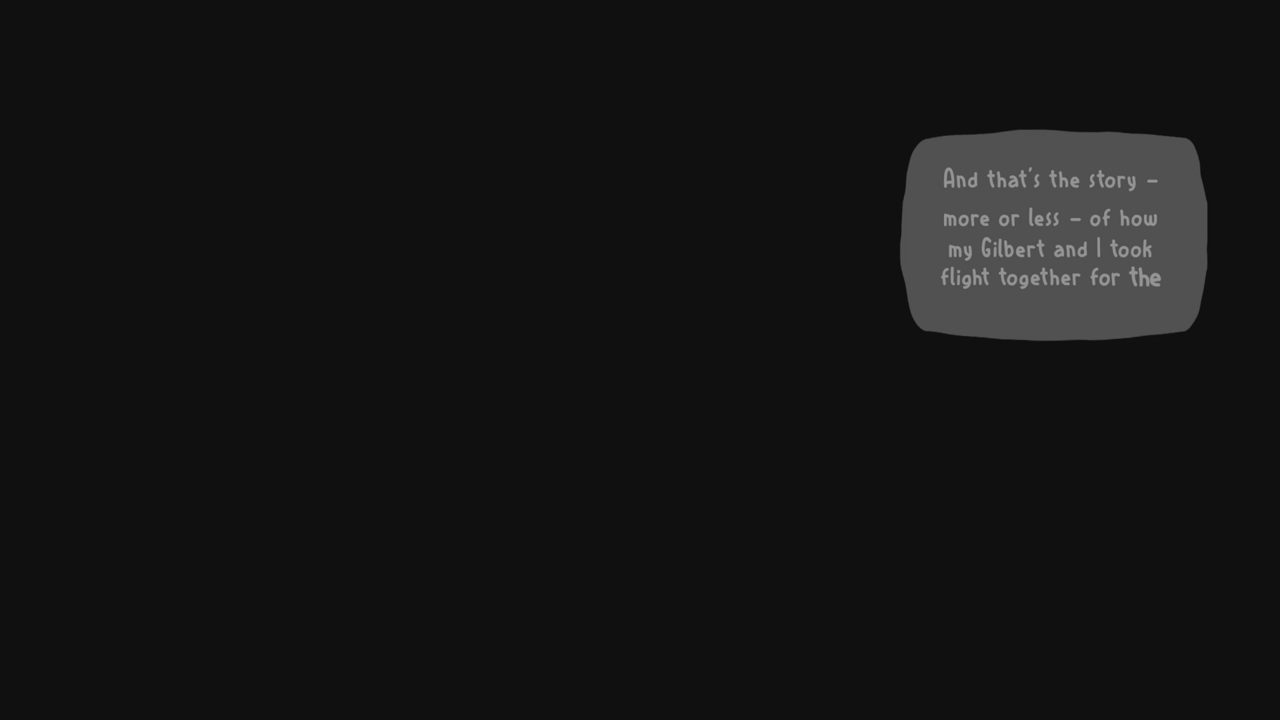 And that's the story –
more or less – of how
my Gilbert and I took
flight together for the